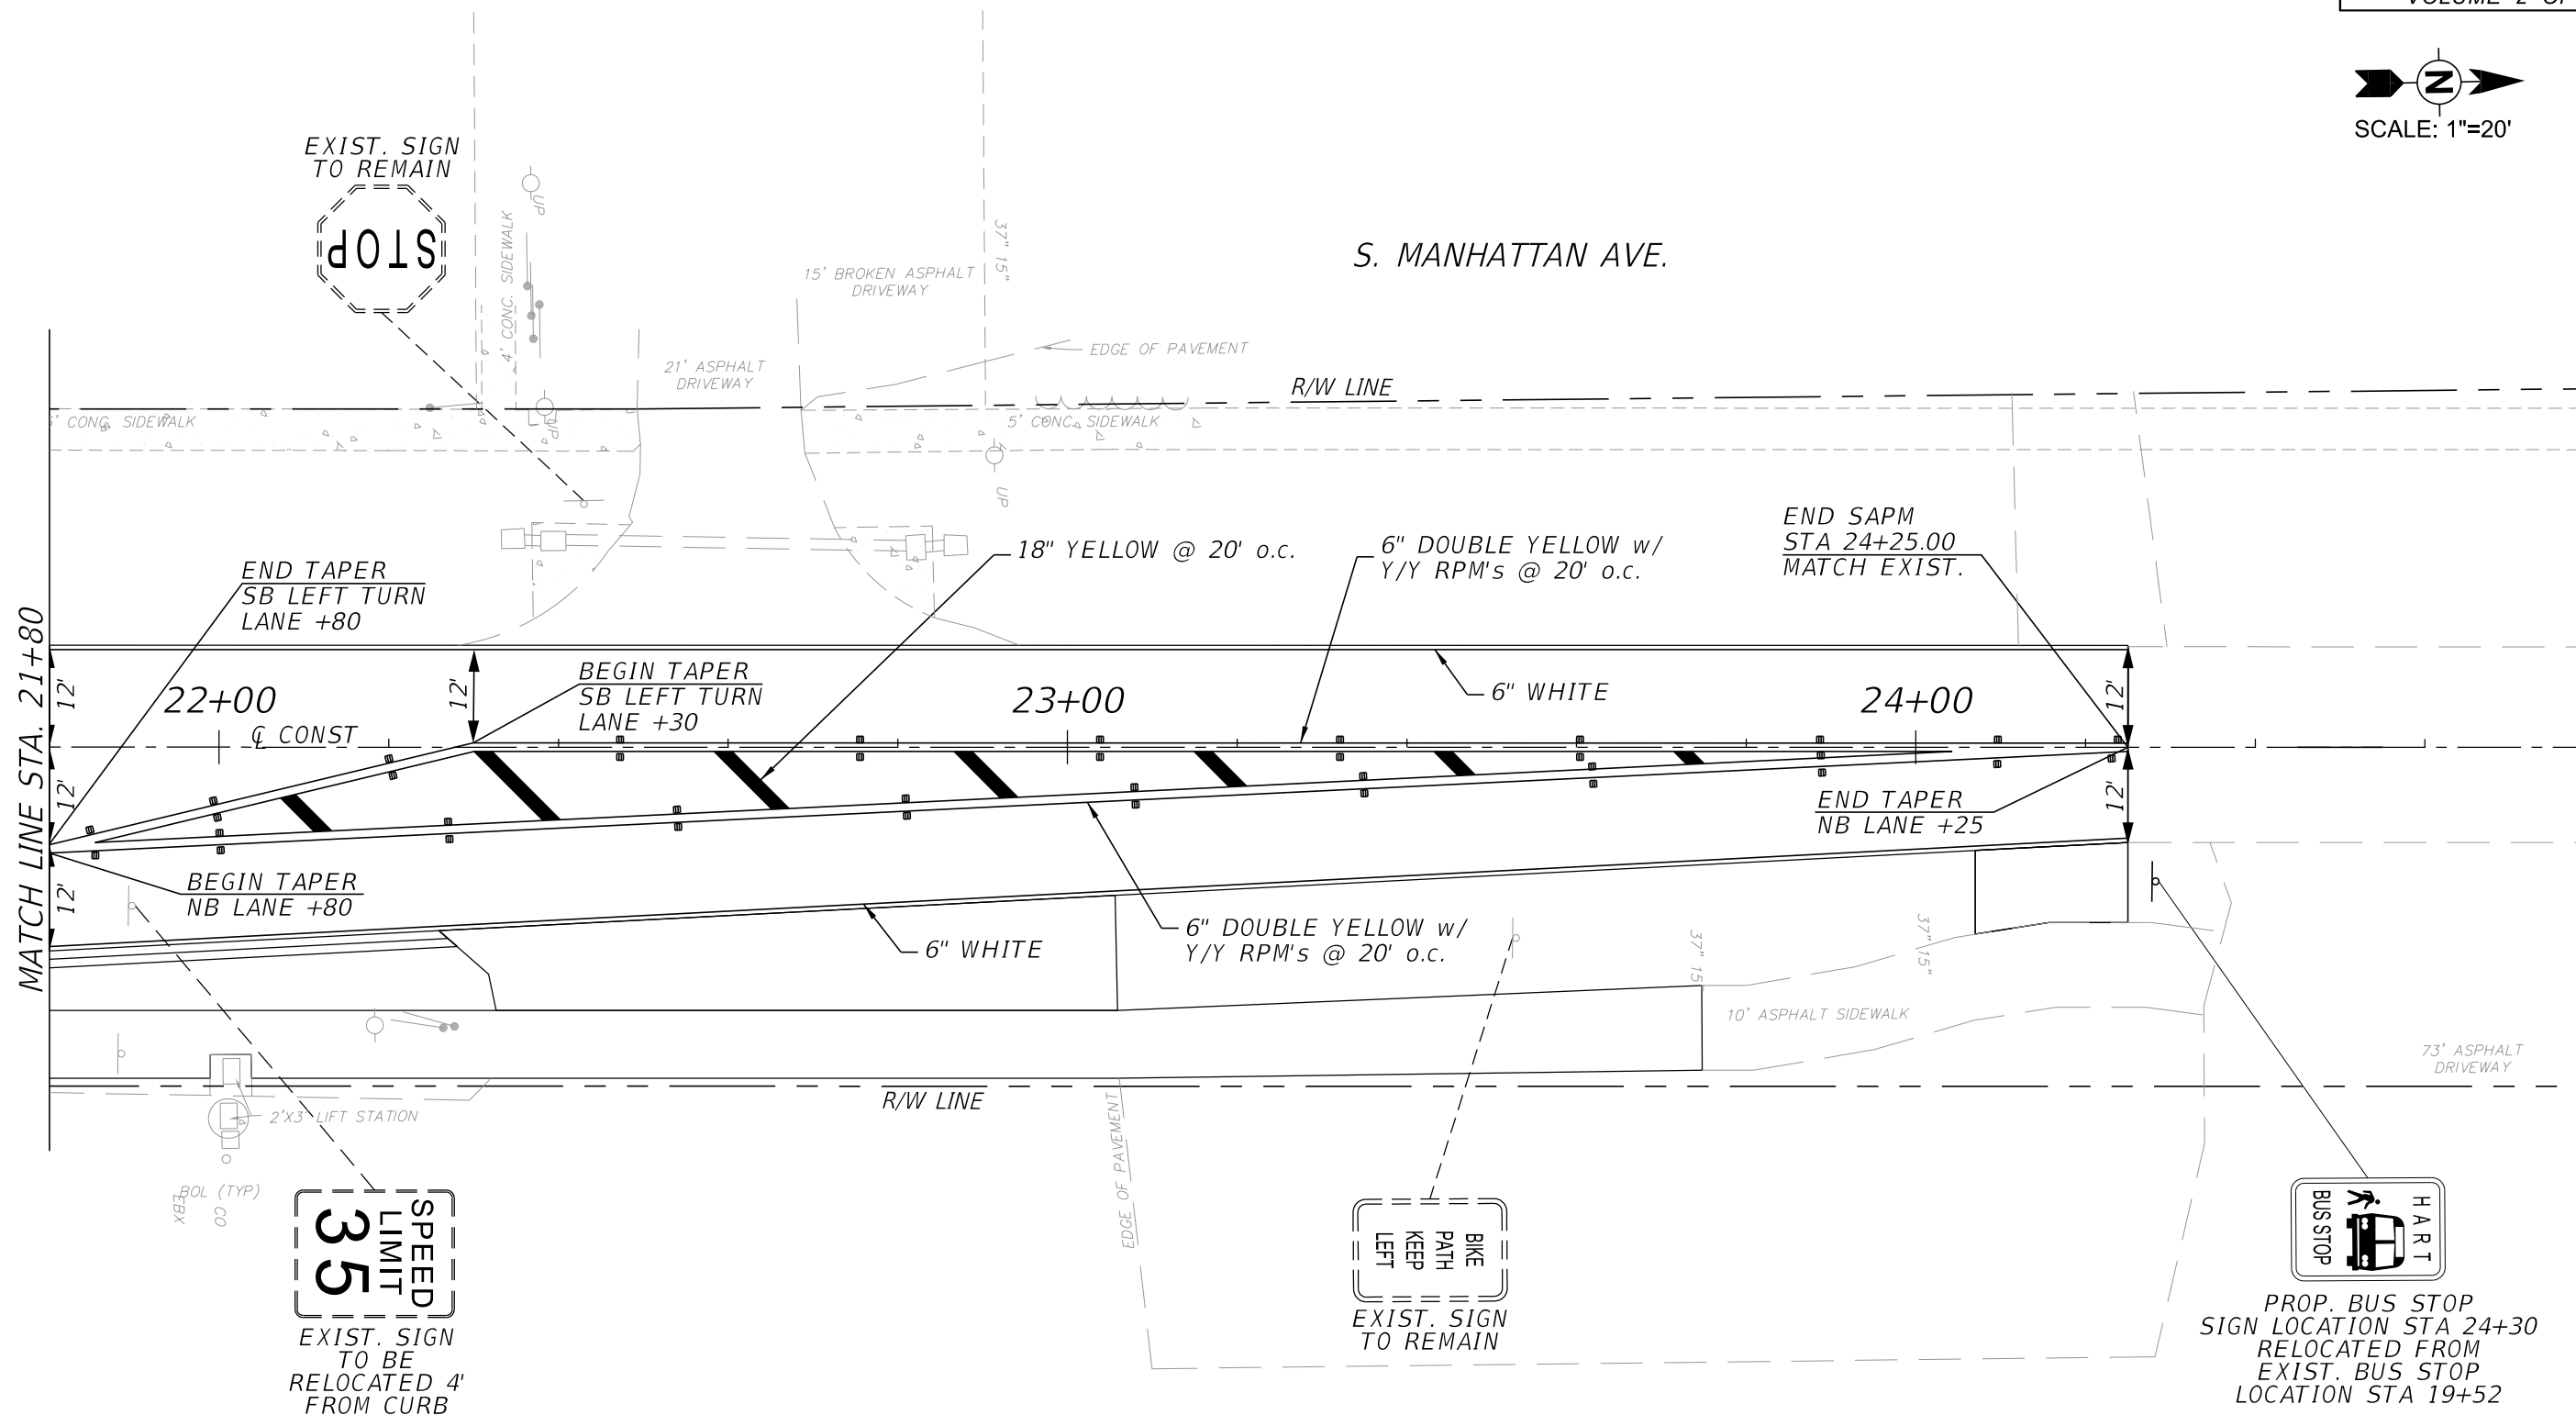 VOLUME 2 OF
N
SCALE: 1"=20'
EXIST. SIGN
TO REMAIN
STOP
UP
4' CONC. SIDEWALK
15' BROKEN ASPHALT
DRIVEWAY
37" 15"
S. MANHATTAN AVE.
21' ASPHALT
DRIVEWAY
EDGE OF PAVEMENT
R/W LINE
' CONC. SIDEWALK
UP
5' CONC. SIDEWALK
UP
END SAPM
STA 24+25.00
MATCH EXIST.
18" YELLOW @ 20' o.c.
6" DOUBLE YELLOW w/
Y/Y RPM's @ 20' o.c.
END TAPER
SB LEFT TURN
LANE +80
MATCH LINE STA. 21+80
12'
12'
12'
22+00
℄ CONST
12'
BEGIN TAPER
SB LEFT TURN
LANE +30
23+00
6" WHITE
24+00
12'
12'
END TAPER
NB LANE +25
BEGIN TAPER
NB LANE +80
6" WHITE
6" DOUBLE YELLOW w/
Y/Y RPM's @ 20' o.c.
37" 15"
37" 15"
10' ASPHALT SIDEWALK
73' ASPHALT
DRIVEWAY
R/W LINE
2'X3' LIFT STATION
EDGE OF PAVEMENT
BOL (TYP)
EBX
CO
SPEED
LIMIT
35
EXIST. SIGN
TO BE
RELOCATED 4'
FROM CURB
BIKE
PATH
KEEP
LEFT
EXIST. SIGN
TO REMAIN
HART
BUS STOP
PROP. BUS STOP
SIGN LOCATION STA 24+30
RELOCATED FROM
EXIST. BUS STOP
LOCATION STA 19+52